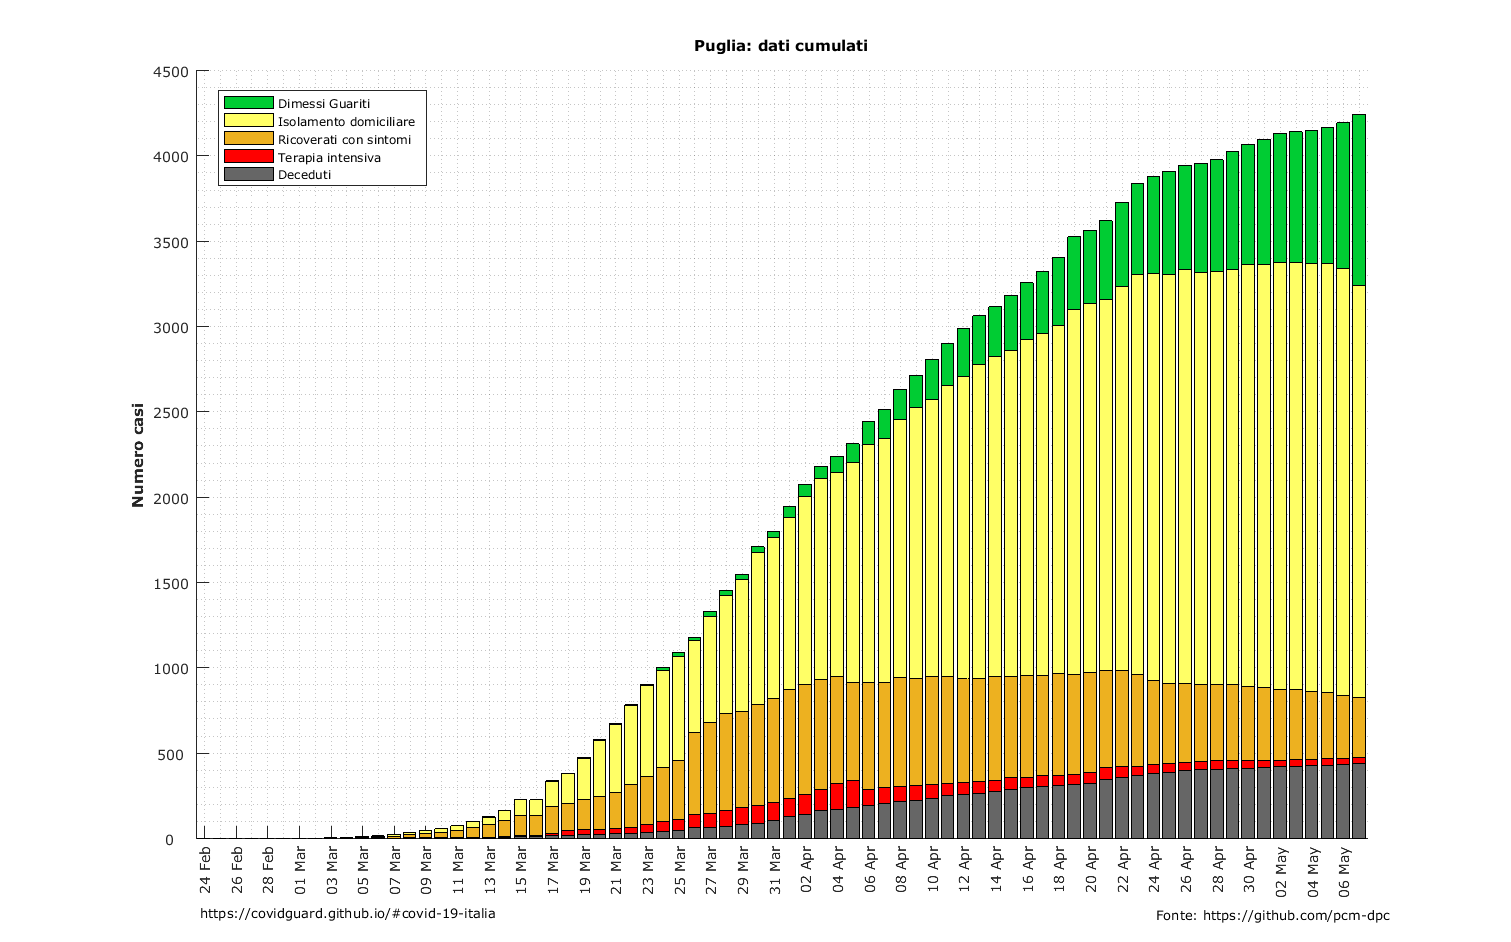 Puglia: dati cumulati
4500
4000
3500
3000
2500
2000
1500
1000
500
0
Numero casi
Dimessi Guariti
Isolamento domiciliare
Ricoverati con sintomi
Terapia intensiva
Deceduti
24 Feb
26 Feb
28 Feb
01 Mar
03 Mar
05 Mar
07 Mar
09 Mar
11 Mar
13 Mar
15 Mar
17 Mar
19 Mar
21 Mar
23 Mar
25 Mar
27 Mar
29 Mar
31 Mar
02 Apr
04 Apr
06 Apr
08 Apr
10 Apr
12 Apr
14 Apr
16 Apr
18 Apr
20 Apr
22 Apr
24 Apr
26 Apr
28 Apr
30 Apr
02 May
04 May
06 May
https://covidguard.github.io/#covid-19-italia
Fonte: https://github.com/pcm-dpc